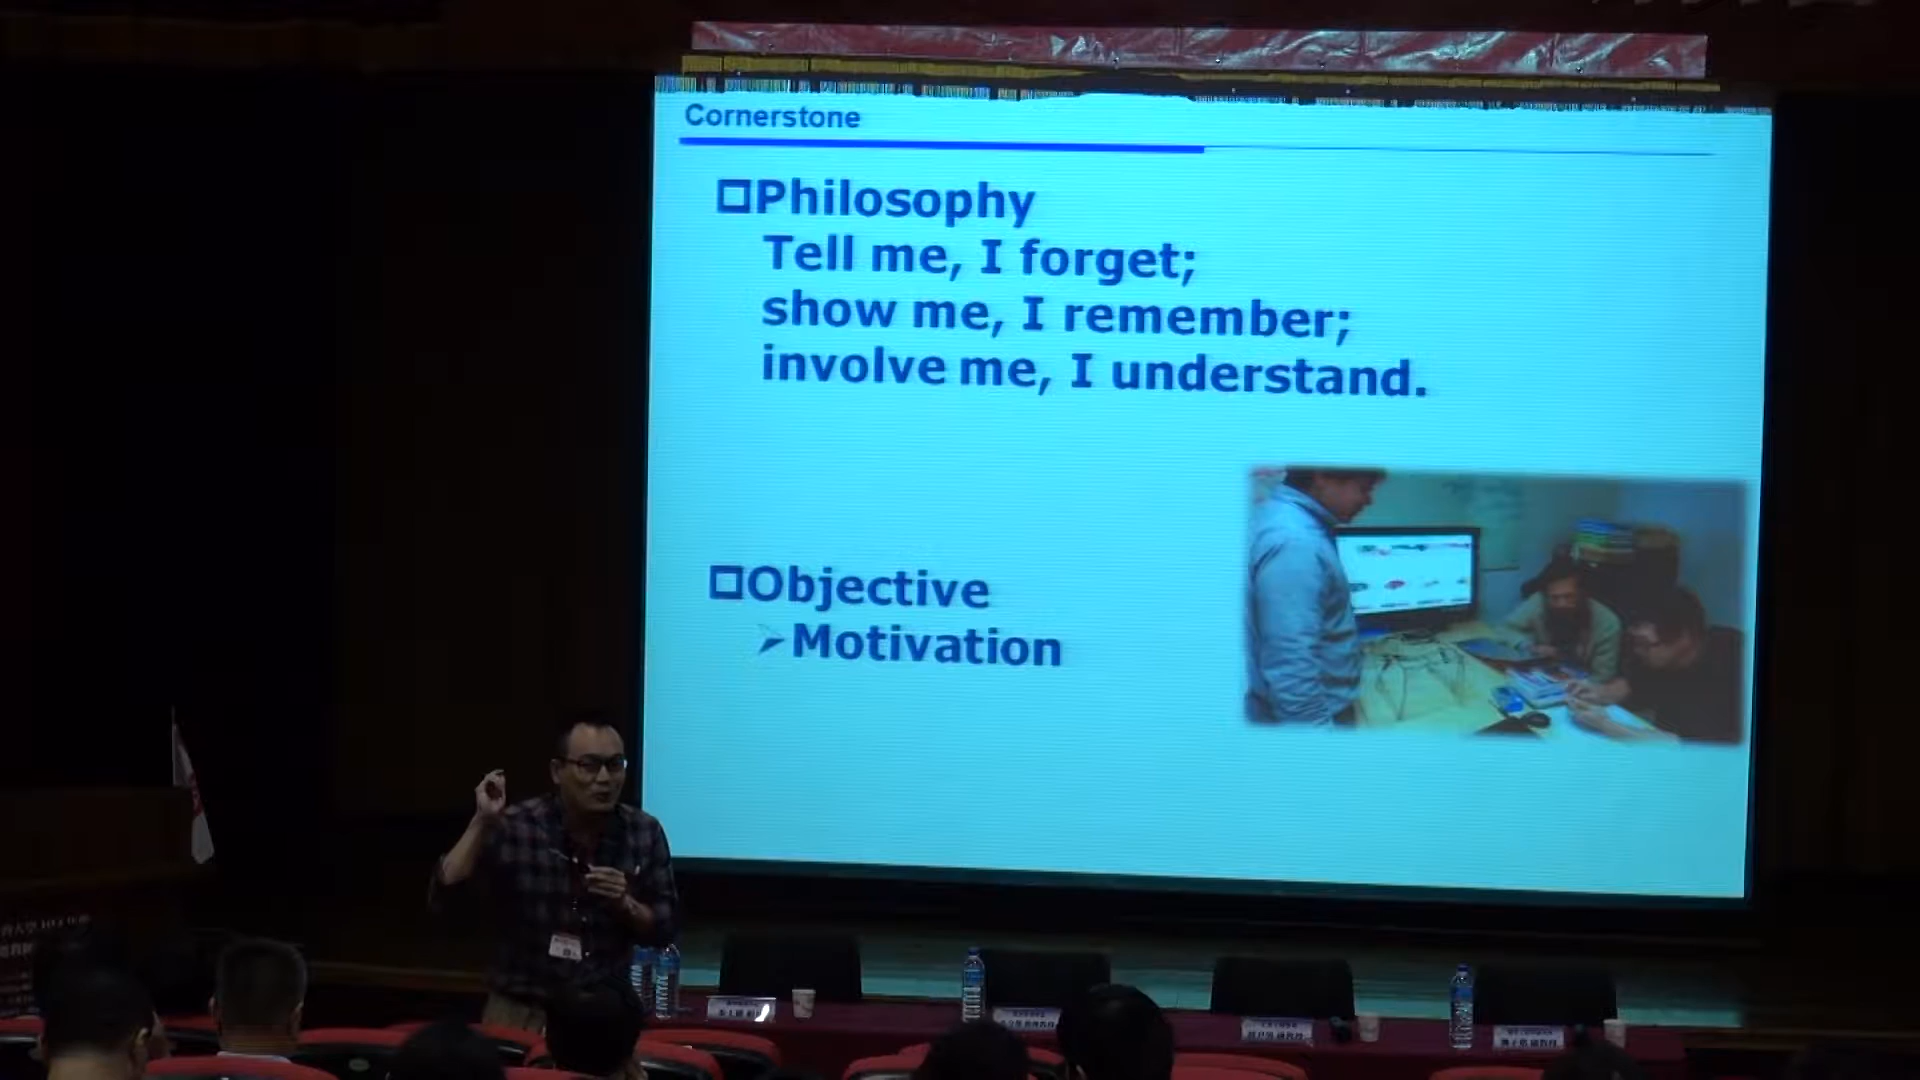 Cornerstone
Philosophy
Tell me, I forget;
show me, I remember;
involve me, I understand.
Objective
Motivation